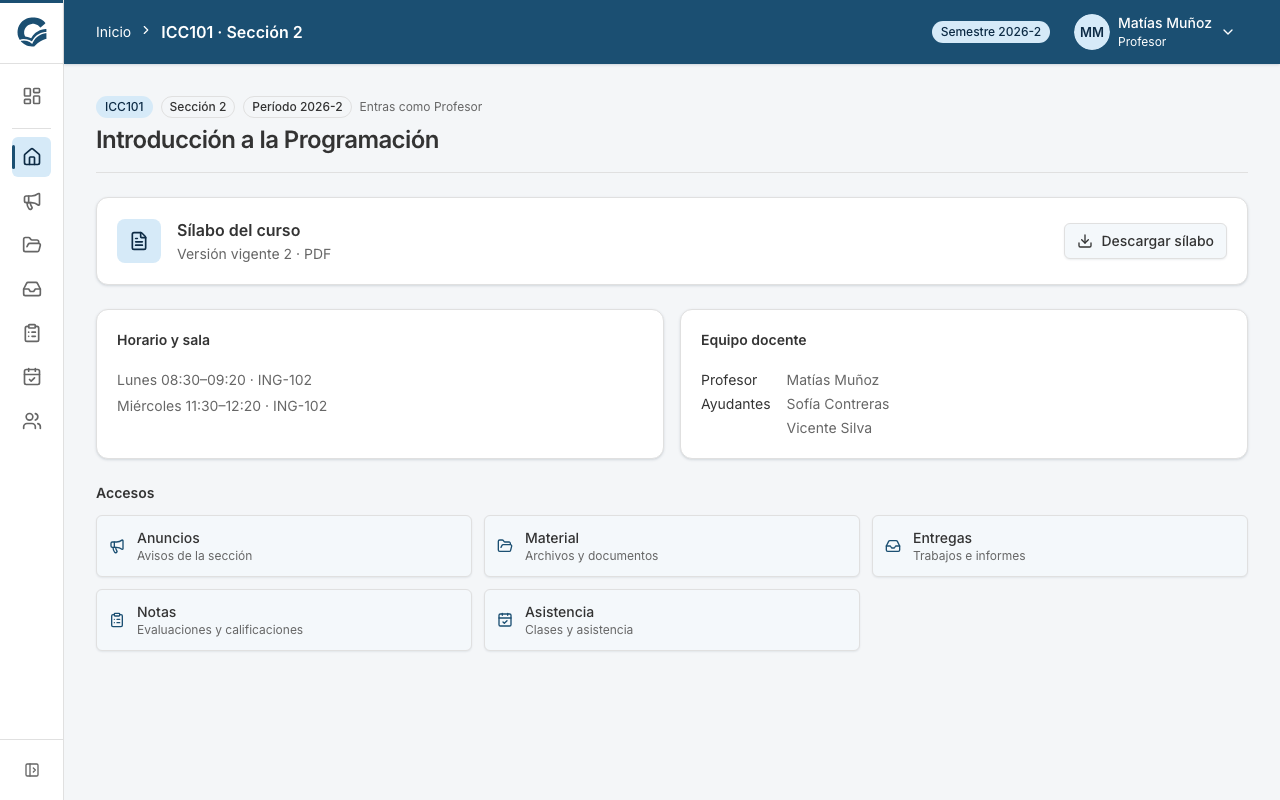 Inicio
ICC101 · Sección 2
Semestre 2026-2
MM
Matías Muñoz
Profesor
ICC101
Sección 2
Período 2026-2
Entras como Profesor
Introducción a la Programación
Sílabo del curso
Versión vigente 2 · PDF
Descargar sílabo
Horario y sala
Lunes 08:30–09:20 · ING-102
Miércoles 11:30–12:20 · ING-102
Equipo docente
Profesor Matías Muñoz
Ayudantes Sofía Contreras
Vicente Silva
Accesos
Anuncios
Avisos de la sección
Material
Archivos y documentos
Entregas
Trabajos e informes
Notas
Evaluaciones y calificaciones
Asistencia
Clases y asistencia